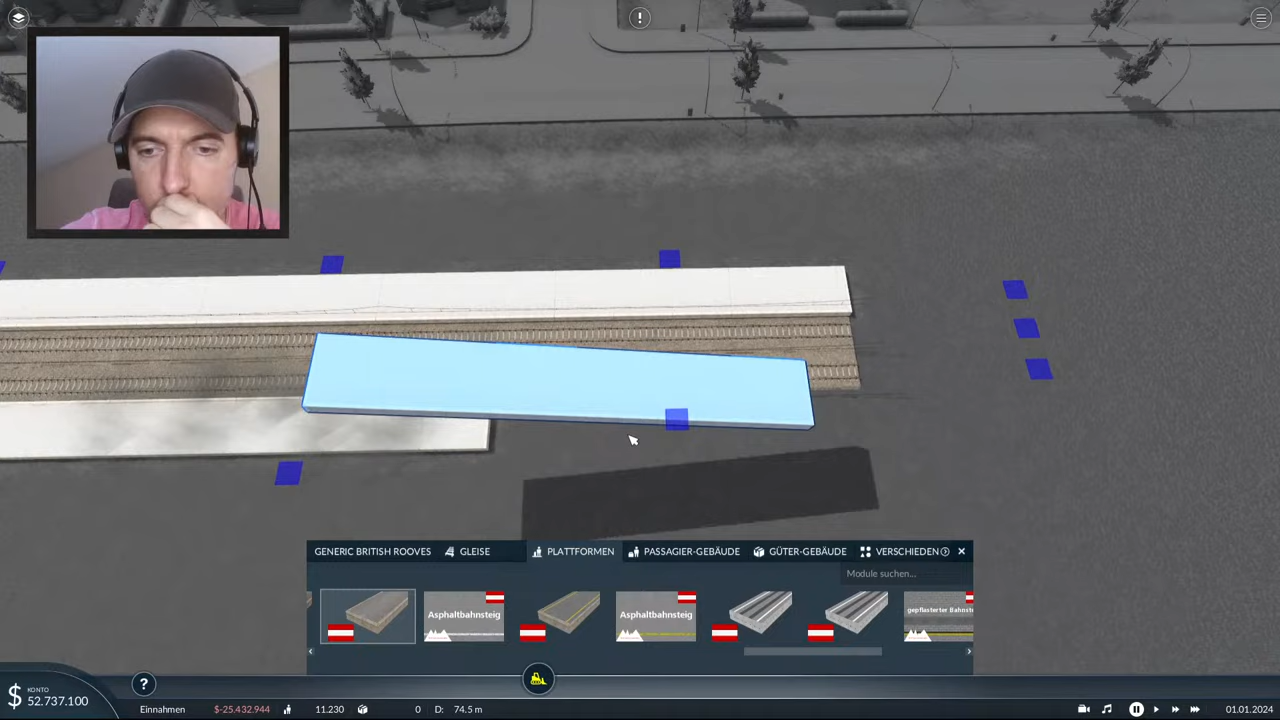 !
GENERIC BRITISH ROOVES
GLEISE
PLATTFORMEN
PASSAGIER-GEBÄUDE
GÜTER-GEBÄUDE
VERSCHIEDEN
Module suchen...
Asphaltbahnsteig
Asphaltbahnsteig
gepflasterter Bahnste
?
$
KONTO
52.737.100
Einnahmen
$-25.432.944
11.230
0
D: 74.5 m
01.01.2024